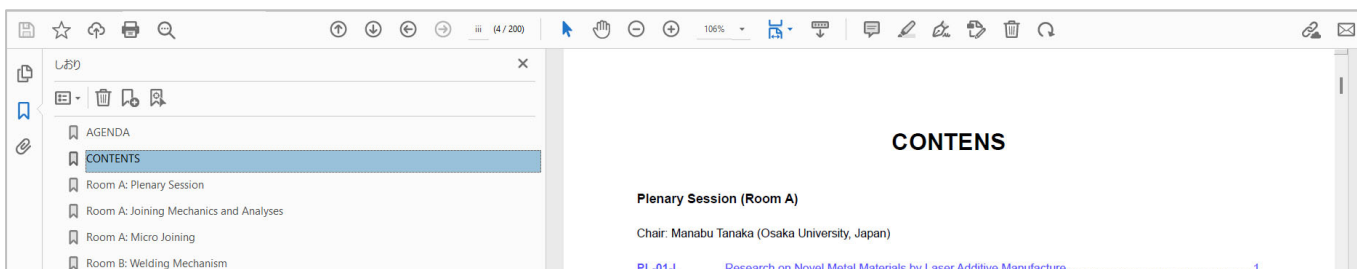 iii (4 / 200)
106%
しおり
AGENDA
CONTENTS
Room A: Plenary Session
Room A: Joining Mechanics and Analyses
Room A: Micro Joining
Room B: Welding Mechanism
CONTENS
Plenary Session (Room A)
Chair: Manabu Tanaka (Osaka University, Japan)
PL-01-I Research on Novel Metal Materials by Laser Additive Manufacture 1